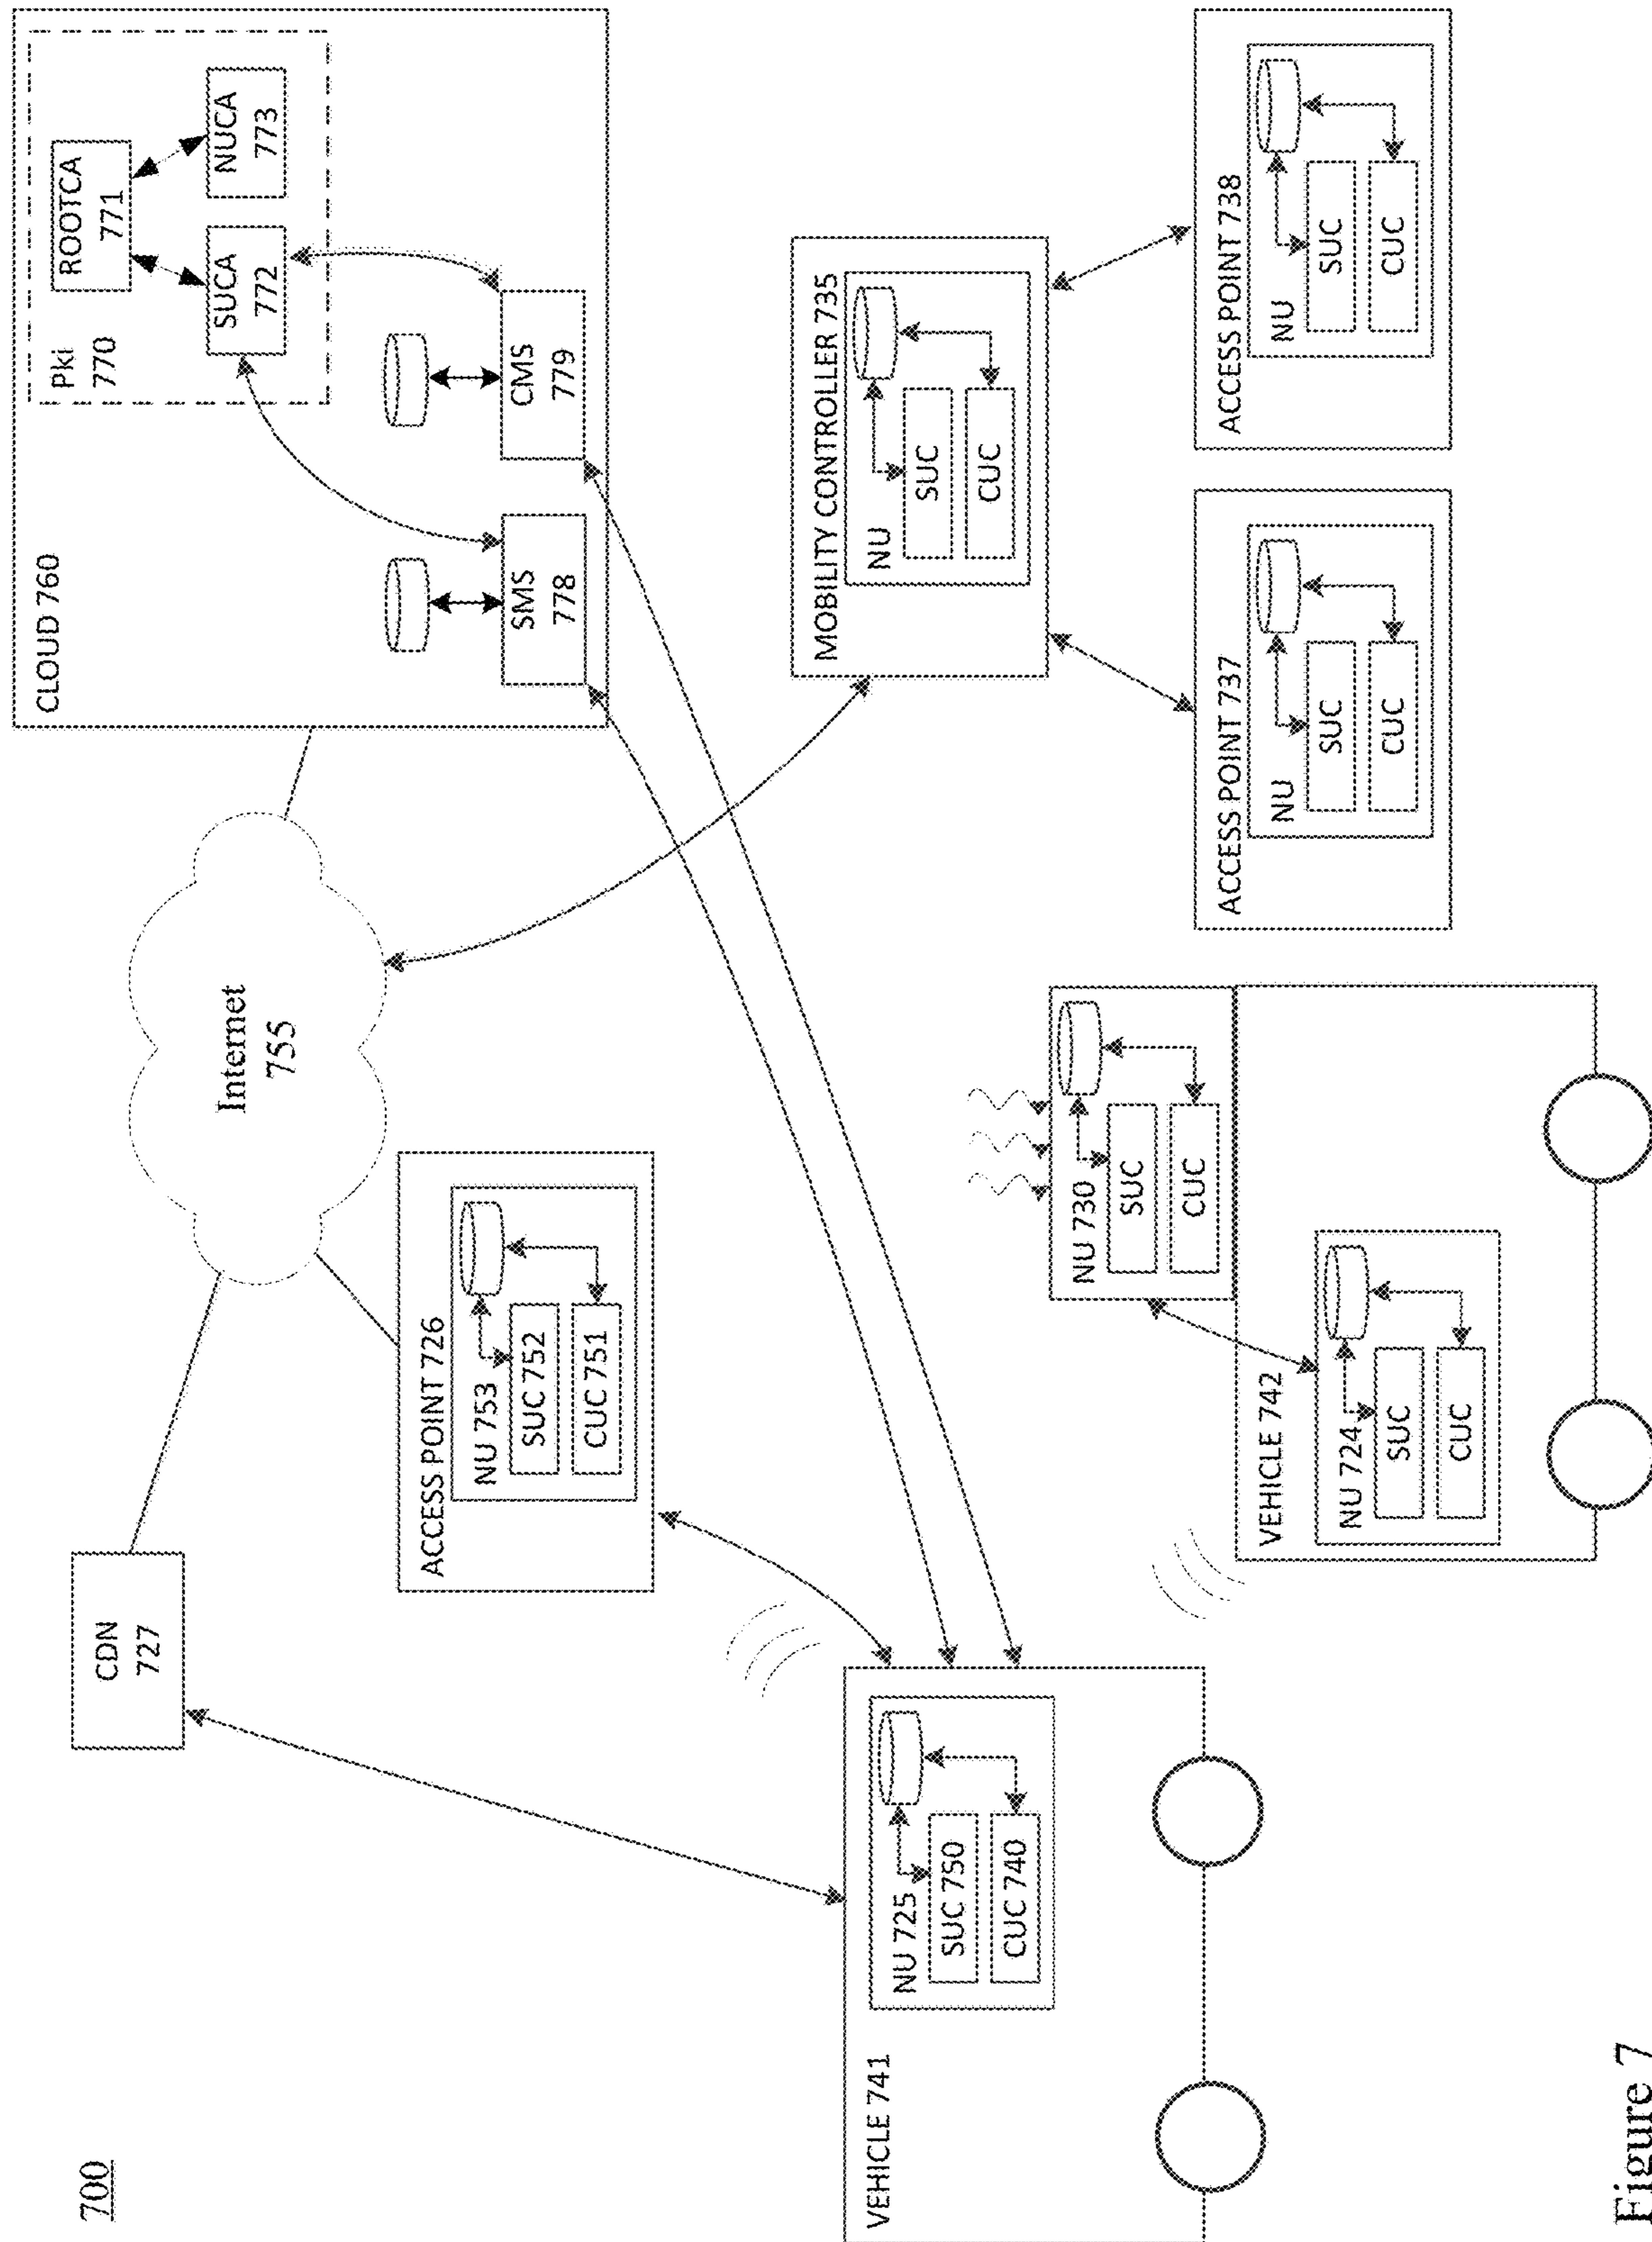 700
CDN
727
Internet
755
CLOUD 760
Pki
770
ROOTCA
771
SUCA
772
NUCA
773
SMS
778
CMS
779
ACCESS POINT 726
NU 753
SUC 752
CUC 751
VEHICLE 741
NU 725
SUC 750
CUC 740
MOBILITY CONTROLLER 735
NU
SUC
CUC
NU 730
SUC
CUC
VEHICLE 742
NU 724
SUC
CUC
ACCESS POINT 737
NU
SUC
CUC
ACCESS POINT 738
NU
SUC
CUC
Figure 7